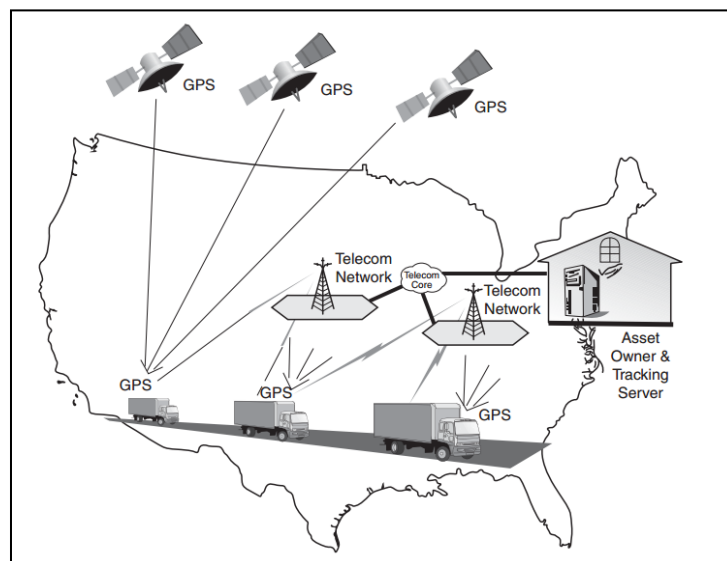 GPS
GPS
GPS
Telecom
Network
Telecom
Core
Telecom
Network
Asset
Owner &
Tracking
Server
GPS
GPS
GPS